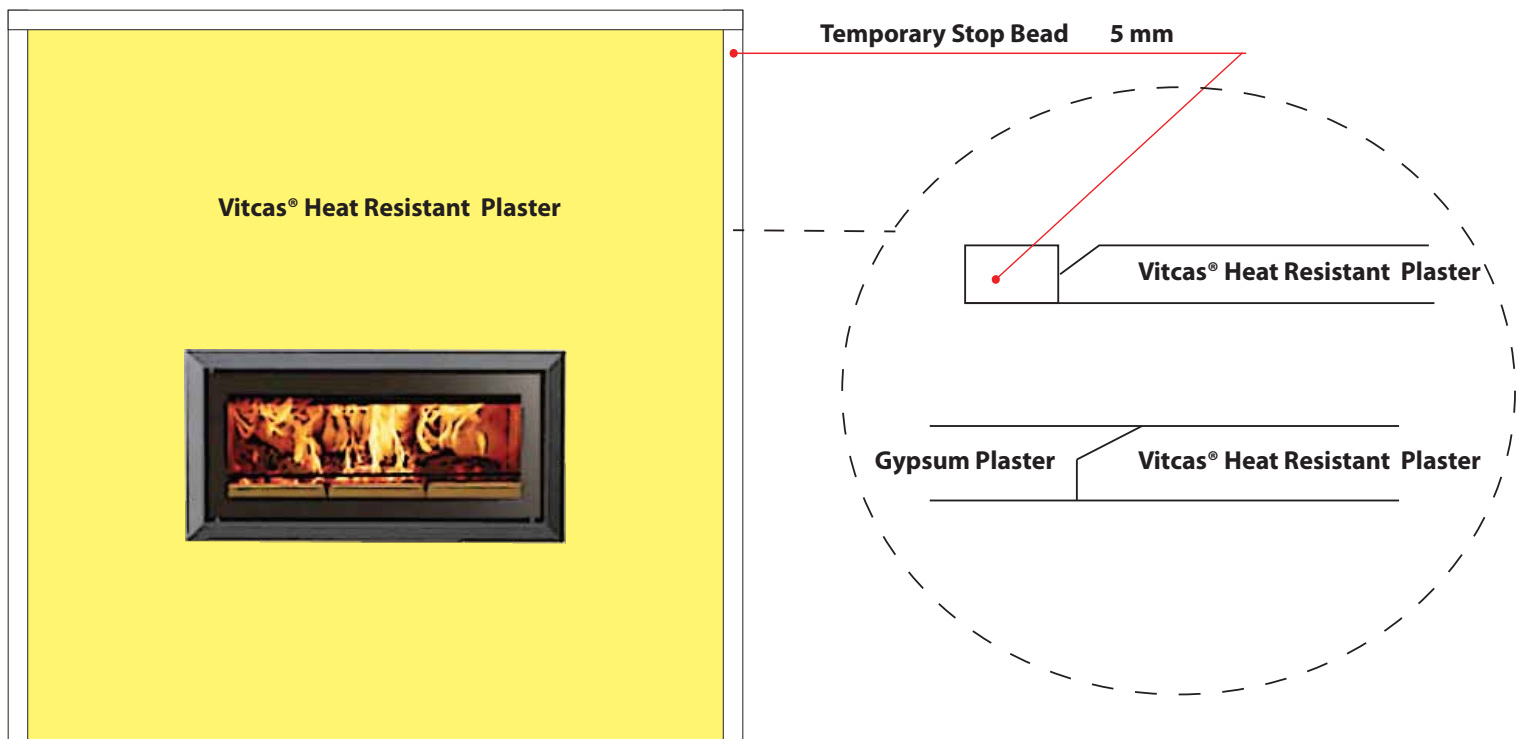 Temporary Stop Bead 5 mm
Vitcas® Heat Resistant Plaster
Vitcas® Heat Resistant Plaster
Gypsum Plaster Vitcas® Heat Resistant Plaster